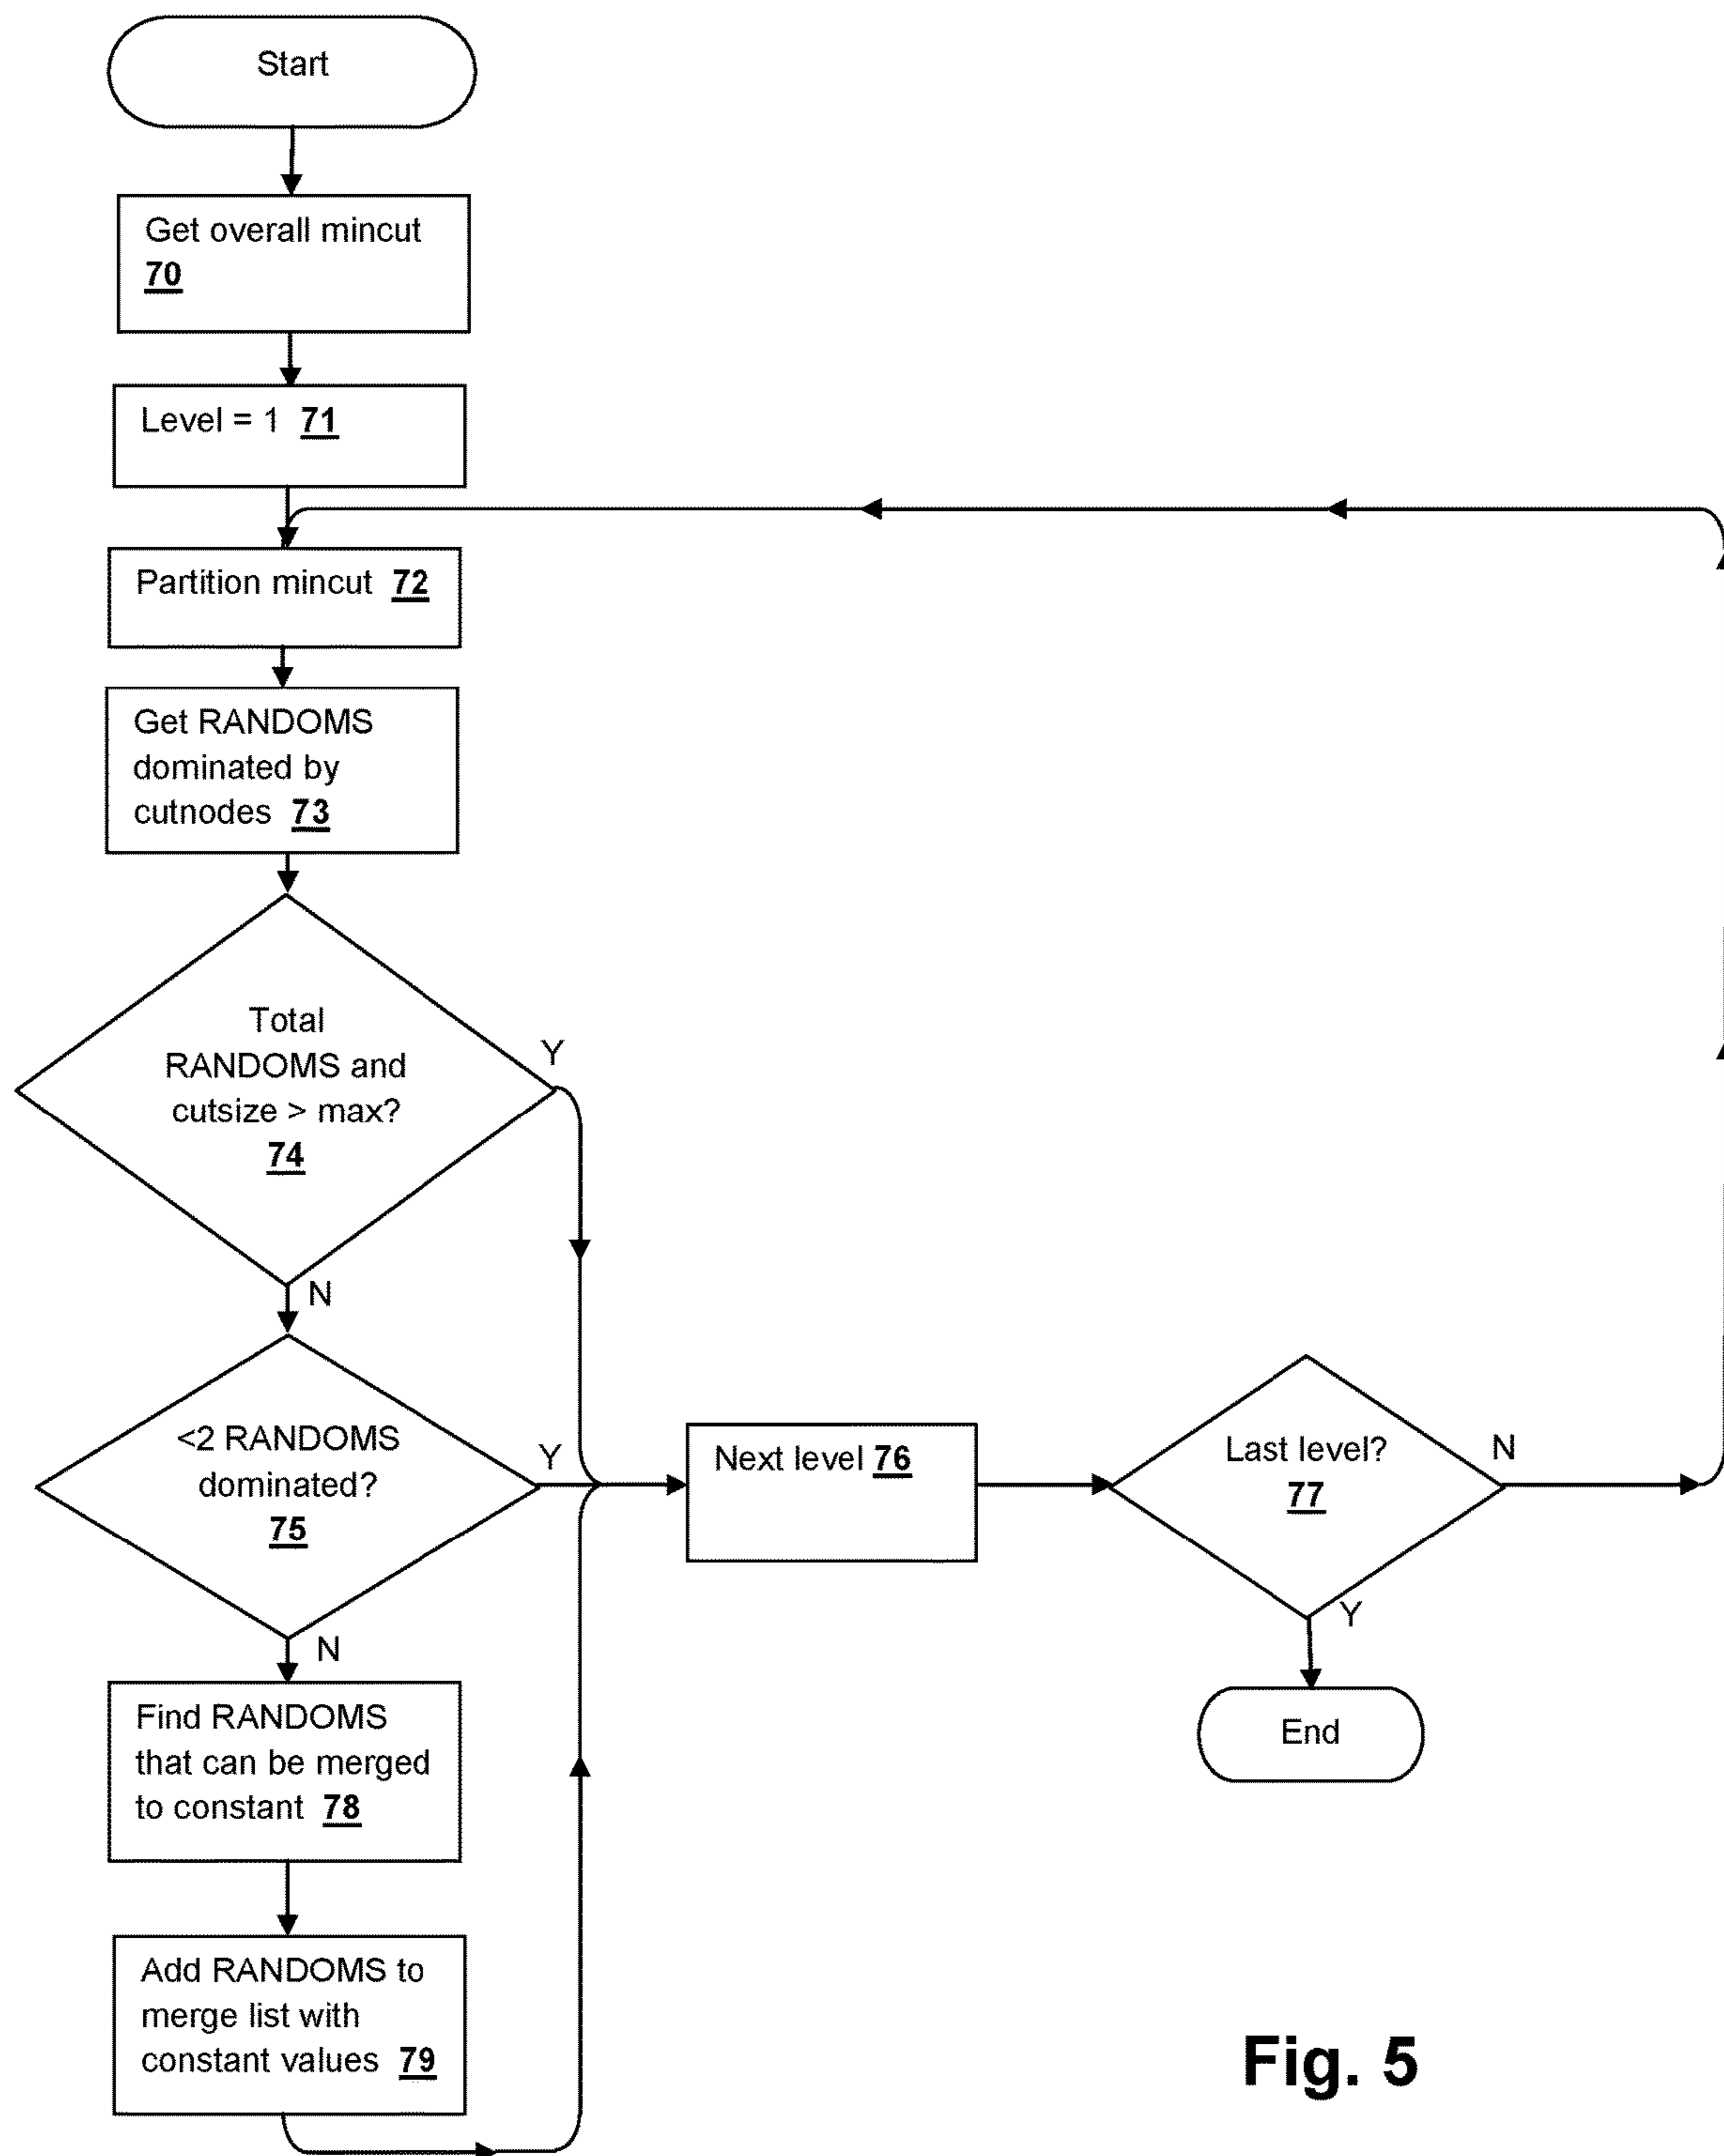 Start
Get overall mincut
70
Level = 1 71
Partition mincut 72
Get RANDOMS
dominated by
cutnodes 73
Total
RANDOMS and
cutsize > max?
74
Y
N
<2 RANDOMS
dominated?
75
Y
N
Next level 76
Last level?
77
N
Y
End
Find RANDOMS
that can be merged
to constant 78
Add RANDOMS to
merge list with
constant values 79
Fig. 5